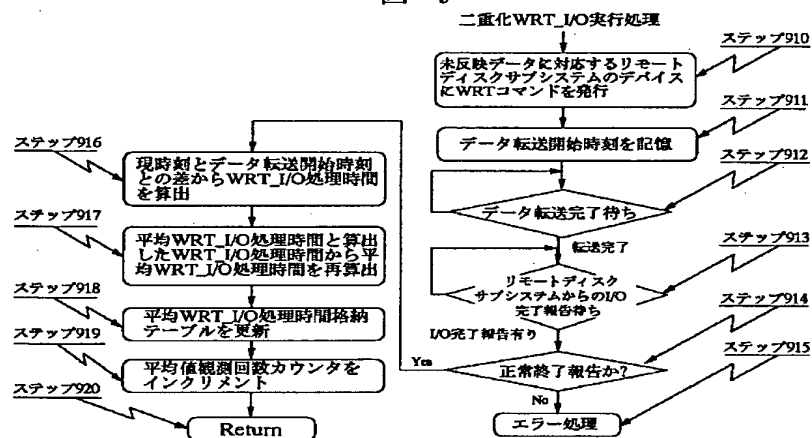 図
二重化WRT_I/O実行処理
ステップ910
未反映データに対応するリモート
ディスクサブシステムのデバイス
にWRTコマンドを発行
ステップ911
データ転送開始時刻を記憶
ステップ912
データ転送完了待ち
転送完了
ステップ913
リモートディスク
サブシステムからのI/O
完了報告待ち
ステップ914
I/O完了報告有り
ステップ915
正常終了報告か?
Yes
No
エラー処理
ステップ916
現時刻とデータ転送開始時刻
との差からWRT_I/O処理時間
を算出
ステップ917
平均WRT_I/O処理時間と算出
したWRT_I/O処理時間から平
均WRT_I/O処理時間を再算出
ステップ918
平均WRT_I/O処理時間格納
テーブルを更新
ステップ919
平均値観測回数カウンタを
インクリメント
ステップ920
Return